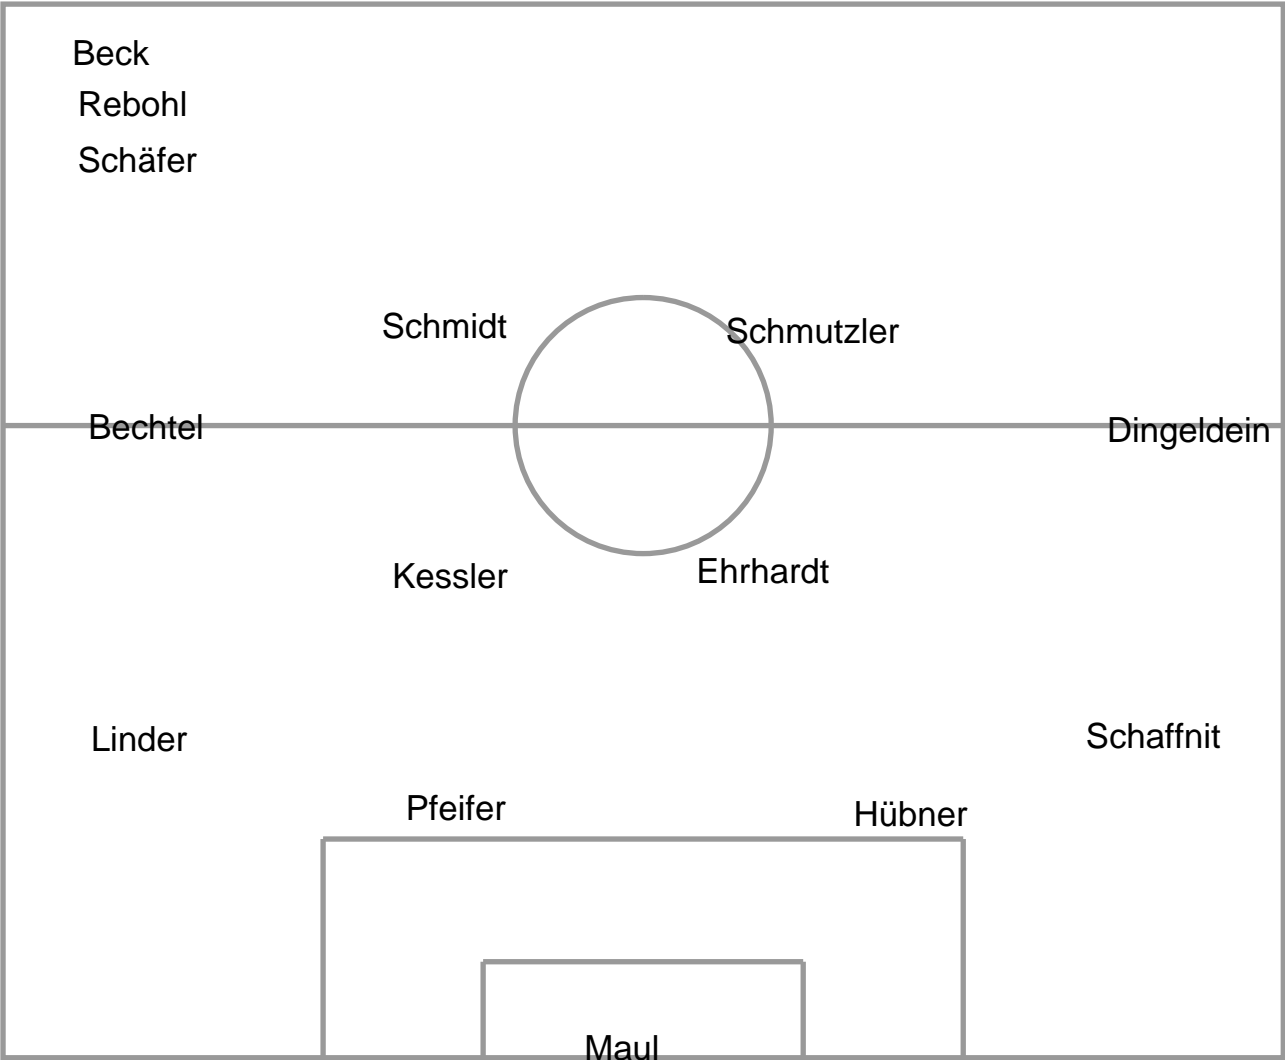 Beck
Rebohl
Schäfer
Schmidt
Schmutzler
Bechtel
Dingeldein
Kessler
Ehrhardt
Linder
Schaffnit
Pfeifer
Hübner
Maul